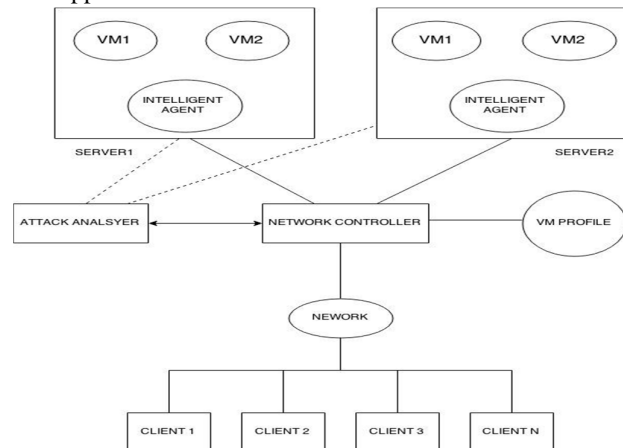 VM1
VM2
VM1
VM2
INTELLIGENT
AGENT
INTELLIGENT
AGENT
SERVER1
SERVER2
ATTACK ANALSYER
NETWORK CONTROLLER
VM PROFILE
NEWORK
CLIENT 1
CLIENT 2
CLIENT 3
CLIENT N